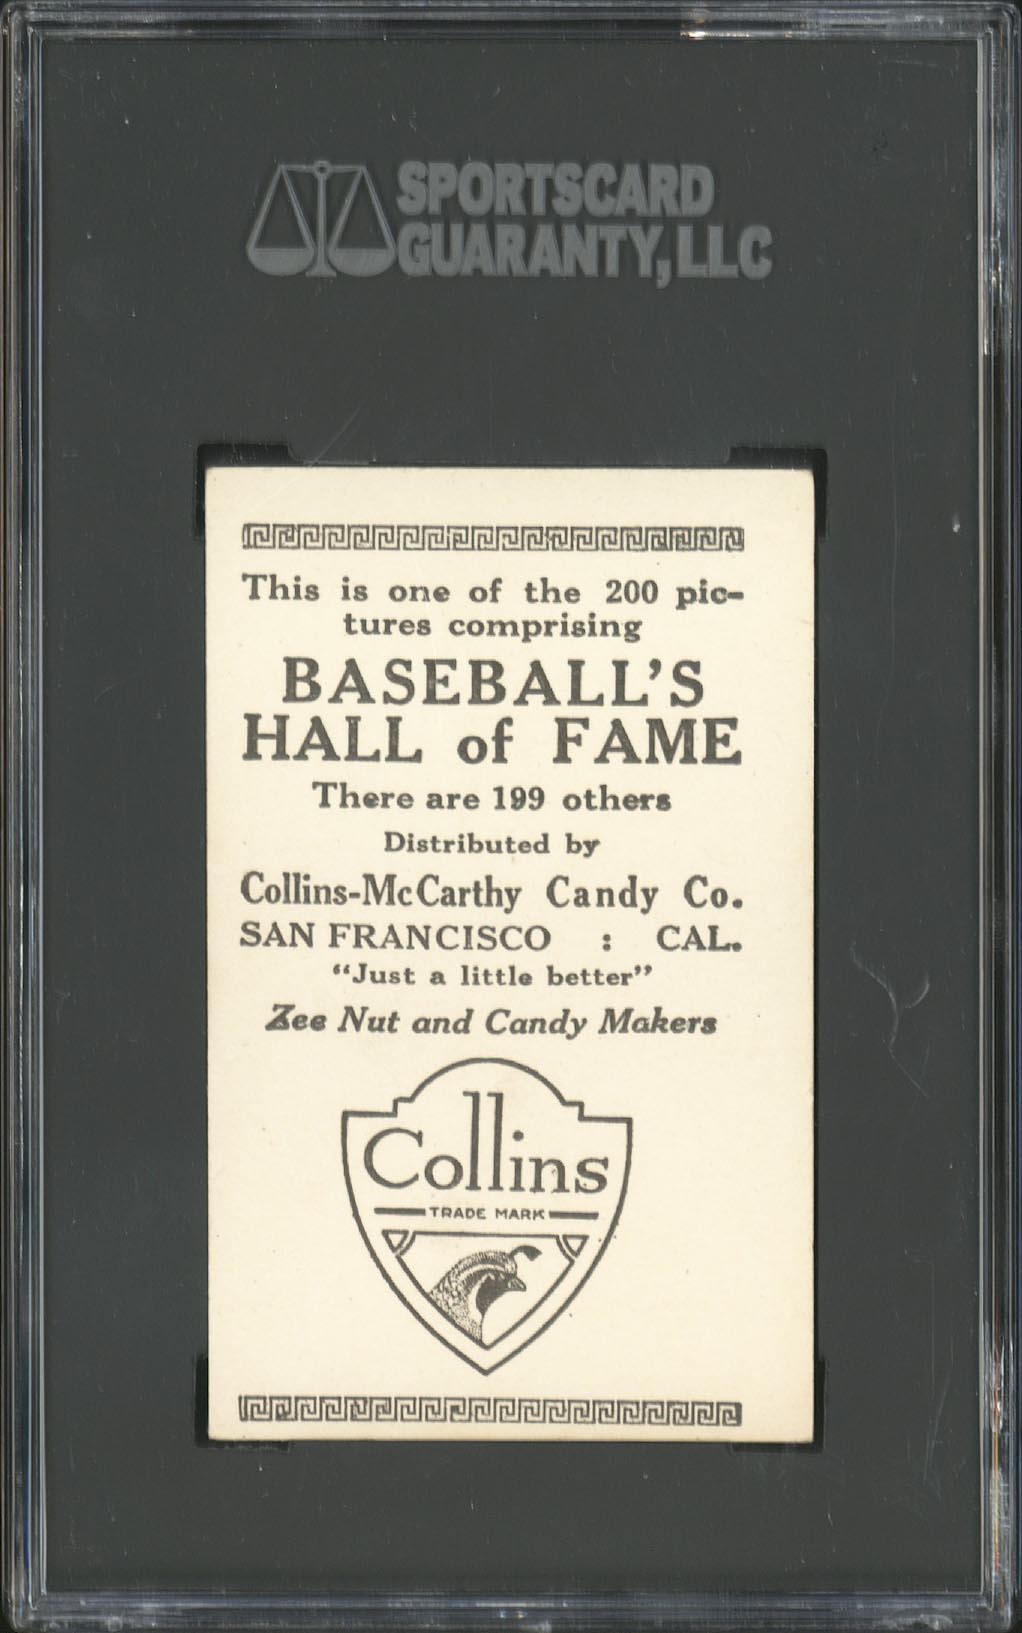 SPORTSCARD
GUARANTY, LLC
This is one of the 200 pic-
tures comprising
BASEBALL'S
HALL of FAME
There are 199 others
Distributed by
Collins-McCarthy Candy Co.
SAN FRANCISCO : CAL.
"Just a little better"
Zee Nut and Candy Makers
Collins
TRADE MARK